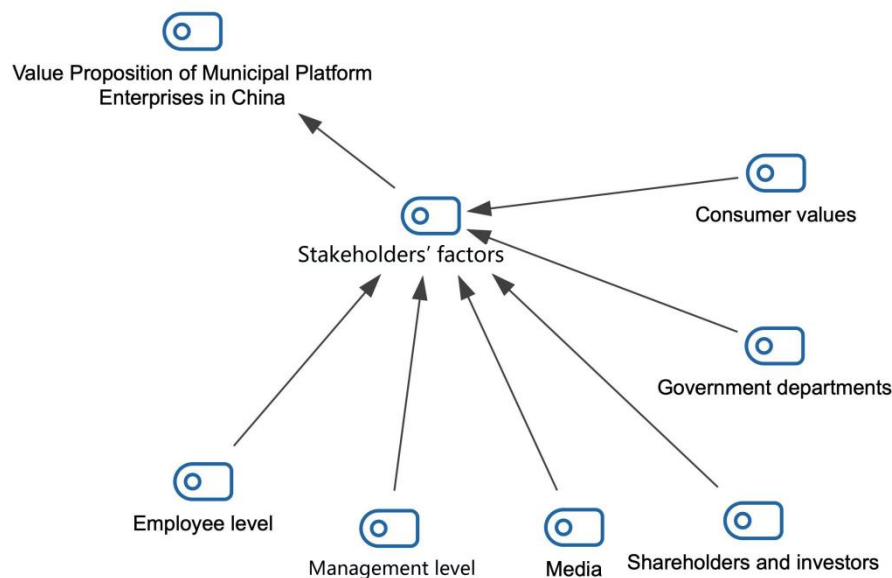 Value Proposition of Municipal Platform
Enterprises in China
Consumer values
Stakeholders’ factors
Government departments
Employee level
Management level
Media
Shareholders and investors